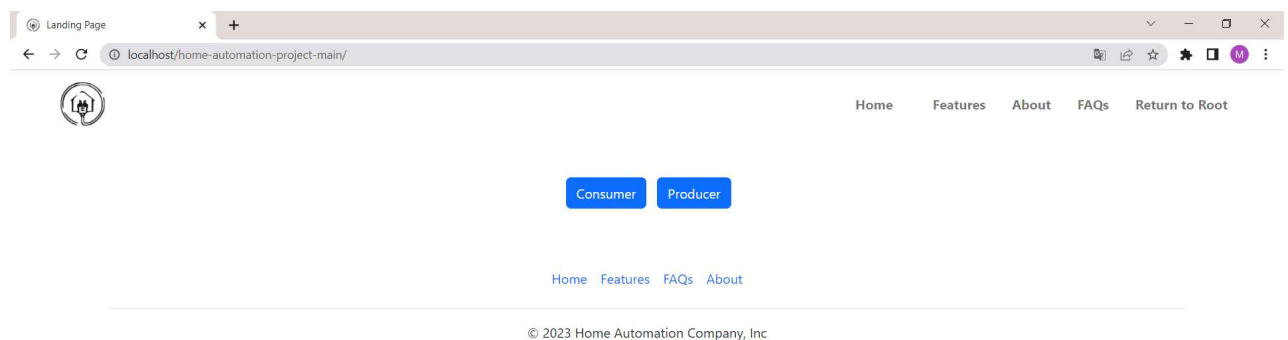 Landing Page
localhost/home-automation-project-main/
M
Home Features About FAQs Return to Root
Consumer Producer
Home Features FAQs About
© 2023 Home Automation Company, Inc